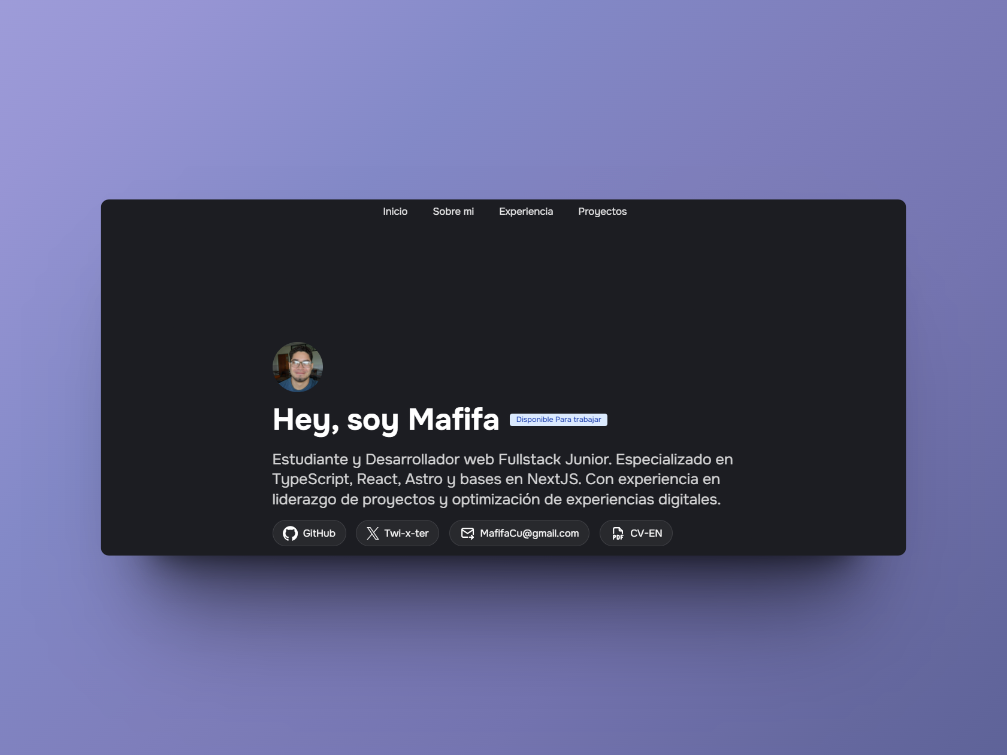 Inicio Sobre mi Experiencia Proyectos
Hey, soy Mafifa Disponible Para trabajar
Estudiante y Desarrollador web Fullstack Junior. Especializado en
TypeScript, React, Astro y bases en NextJS. Con experiencia en
liderazgo de proyectos y optimización de experiencias digitales.
GitHub Twi-x-ter MafifaCu@gmail.com PDF CV-EN